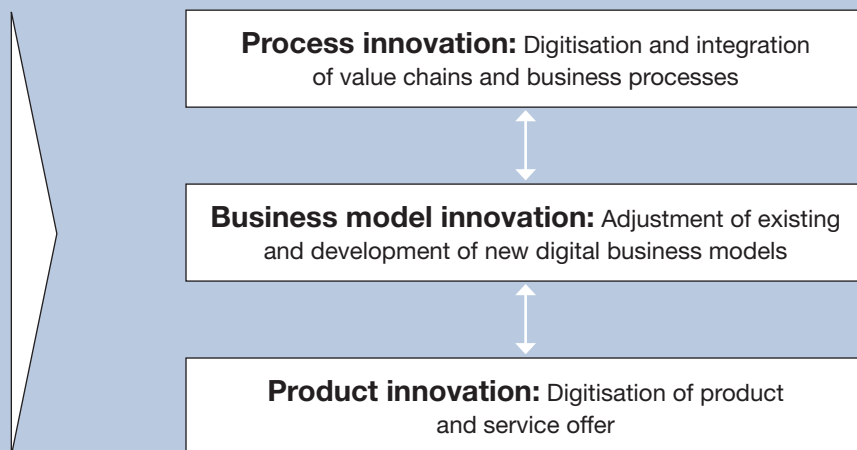 Process innovation: Digitisation and integration
of value chains and business processes
Business model innovation: Adjustment of existing
and development of new digital business models
Product innovation: Digitisation of product
and service offer